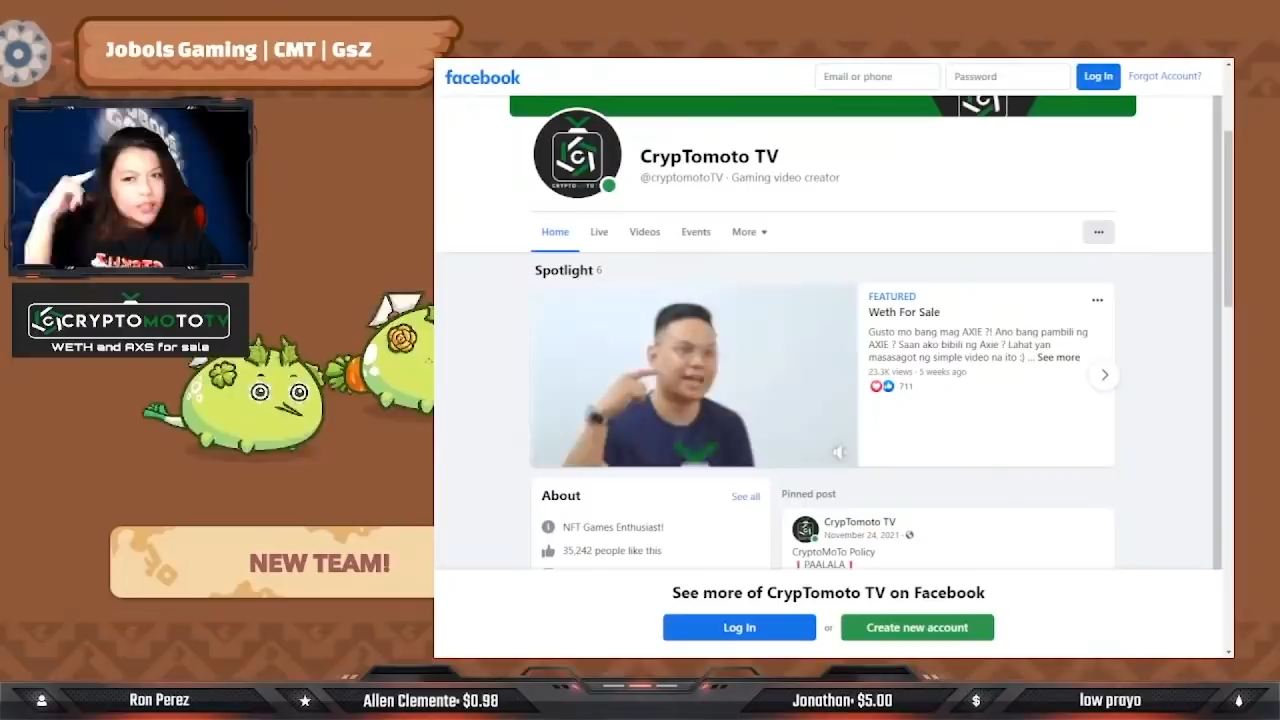 Jobols Gaming | CMT | GsZ
CRYPTOMOTOTV
WETH and AXS for sale
NEW TEAM!
facebook
Email or phone
Password
Log In
Forgot Account?
CRYPTOMOTO
CrypTomoto TV
@cryptomotoTV · Gaming video creator
Home
Live
Videos
Events
More
Spotlight 6
FEATURED
Weth For Sale
Gusto mo bang mag AXIE ?! Ano bang pambili ng
AXIE ? Saan ako bibili ng Axie ? Lahat yan
masasagot ng simple video na ito :) ... See more
23.3K views · 5 weeks ago
711
About
See all
NFT Games Enthusiast!
35,242 people like this
Pinned post
CrypTomoto TV
November 24, 2021 ·
CryptoMoTo Policy
❗PAALALA❗
See more of CrypTomoto TV on Facebook
Log In
or
Create new account
Ron Perez
Allen Clemente• $0.98
Jonathan• $5.00
$
low prayo